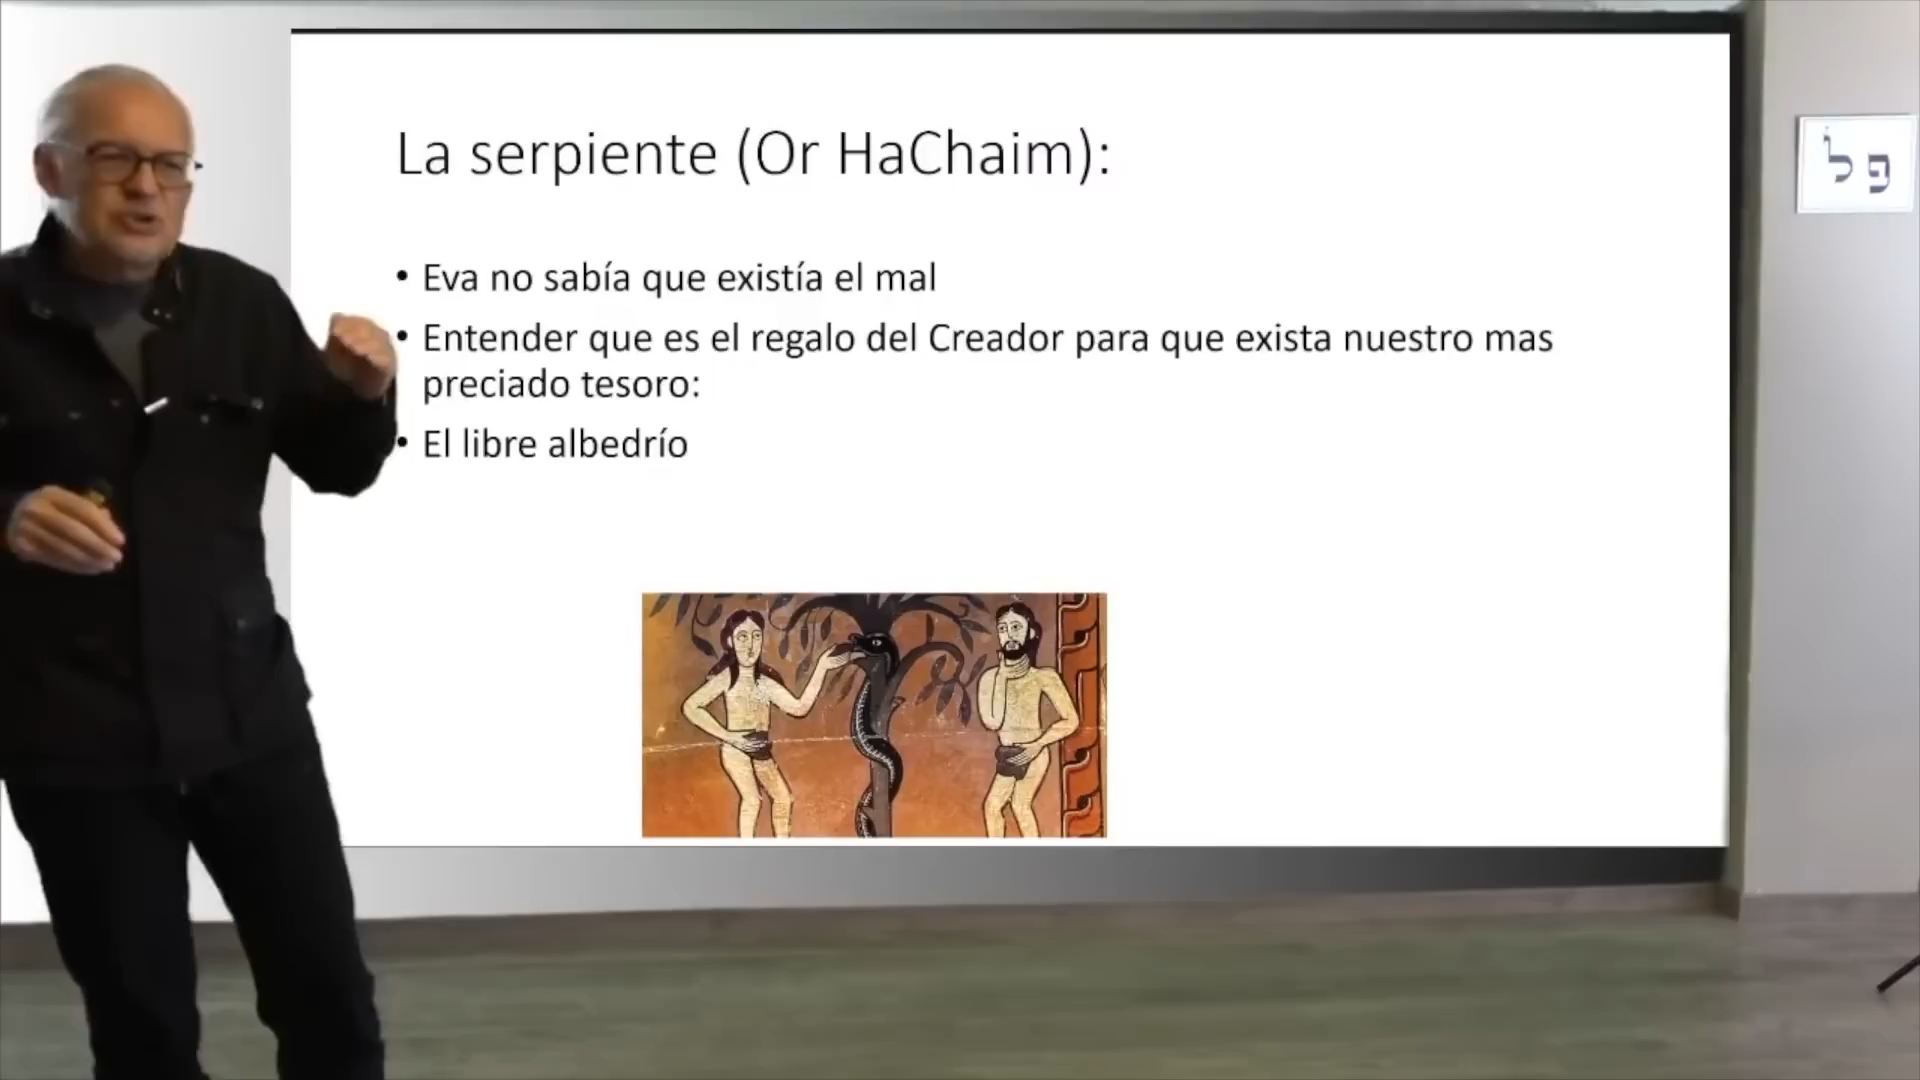 La serpiente (Or HaChaim):
• Eva no sabía que existía el mal
• Entender que es el regalo del Creador para que exista nuestro mas
preciado tesoro:
• El libre albedrío
פ לֹ